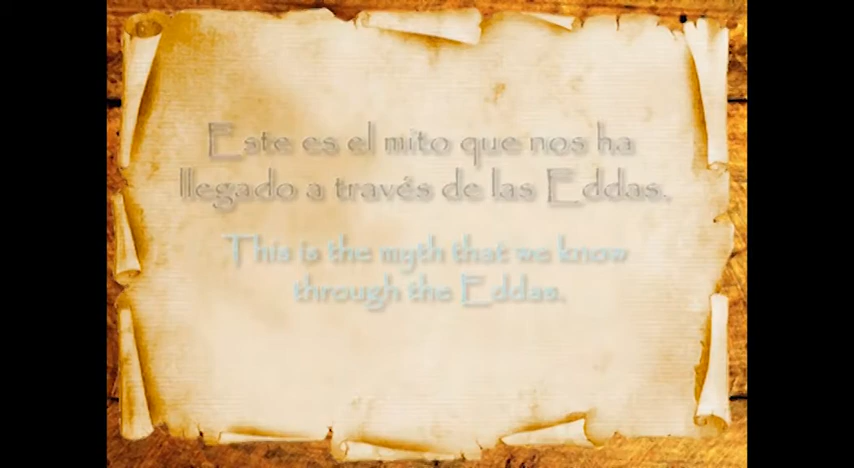 Este es el mito que nos ha
llegado a través de las Eddas.
This is the myth that we know
through the Eddas.